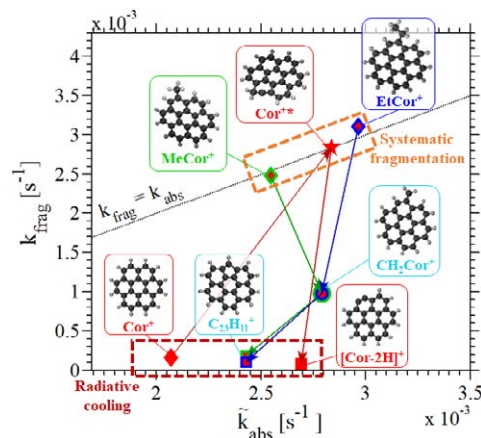 x 10⁻³
4
3.5
3
2.5
2
1.5
1
0.5
0
k_frag [s⁻¹]
EtCor⁺
Cor⁺*
MeCor⁺
Systematic
fragmentation
k_frag = k_abs
CH₂Cor⁺
Cor⁺
C₂₃H₁₁⁺
[Cor-2H]⁺
Radiative
cooling
2
2.5
3
3.5
x 10⁻³
k̃_abs [s⁻¹]